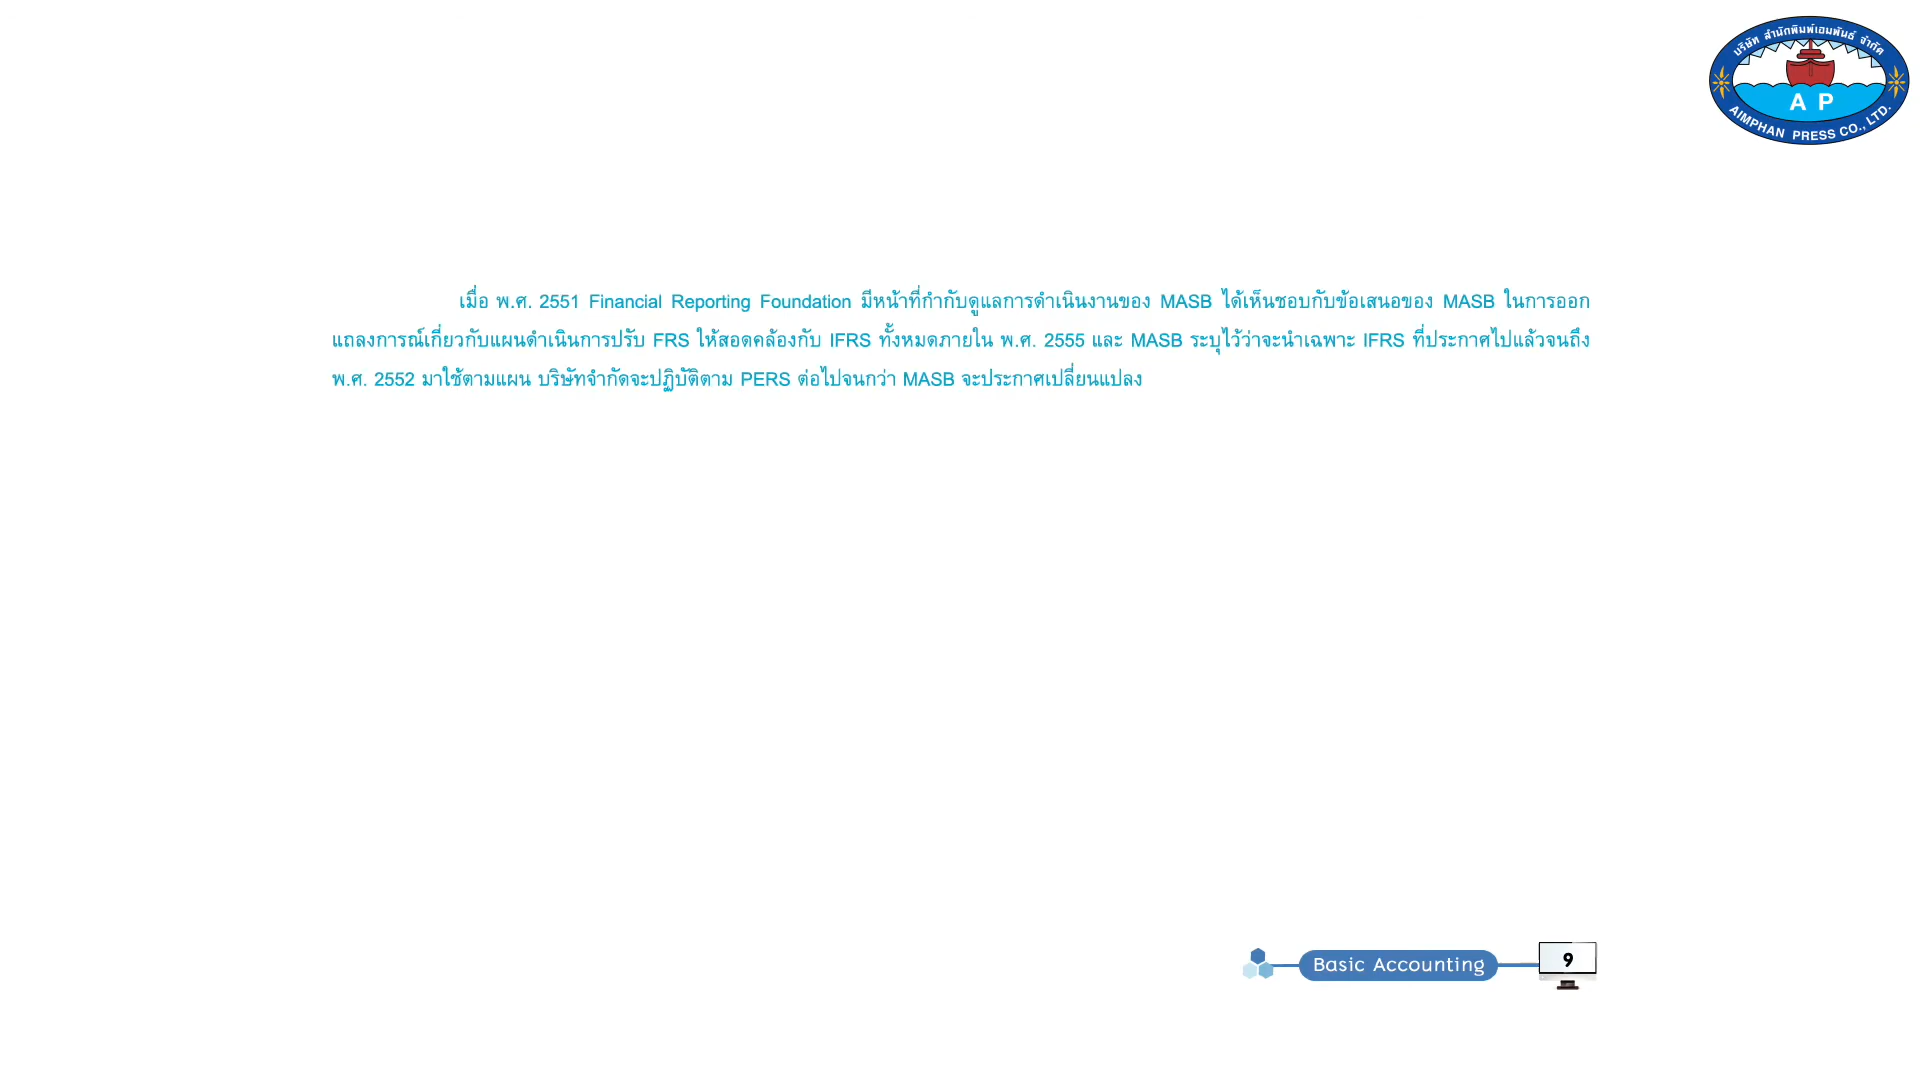 บริษัท สำนักพิมพ์เอมพันธ์ จำกัด
A P
AIMPHAN PRESS CO., LTD.
เมื่อ พ.ศ. 2551 Financial Reporting Foundation มีหน้าที่กำกับดูแลการดำเนินงานของ MASB ได้เห็นชอบกับข้อเสนอของ MASB ในการออก
แถลงการณ์เกี่ยวกับแผนดำเนินการปรับ FRS ให้สอดคล้องกับ IFRS ทั้งหมดภายใน พ.ศ. 2555 และ MASB ระบุไว้ว่าจะนำเฉพาะ IFRS ที่ประกาศไปแล้วจนถึง
พ.ศ. 2552 มาใช้ตามแผน บริษัทจำกัดจะปฏิบัติตาม PERS ต่อไปจนกว่า MASB จะประกาศเปลี่ยนแปลง
Basic Accounting
9